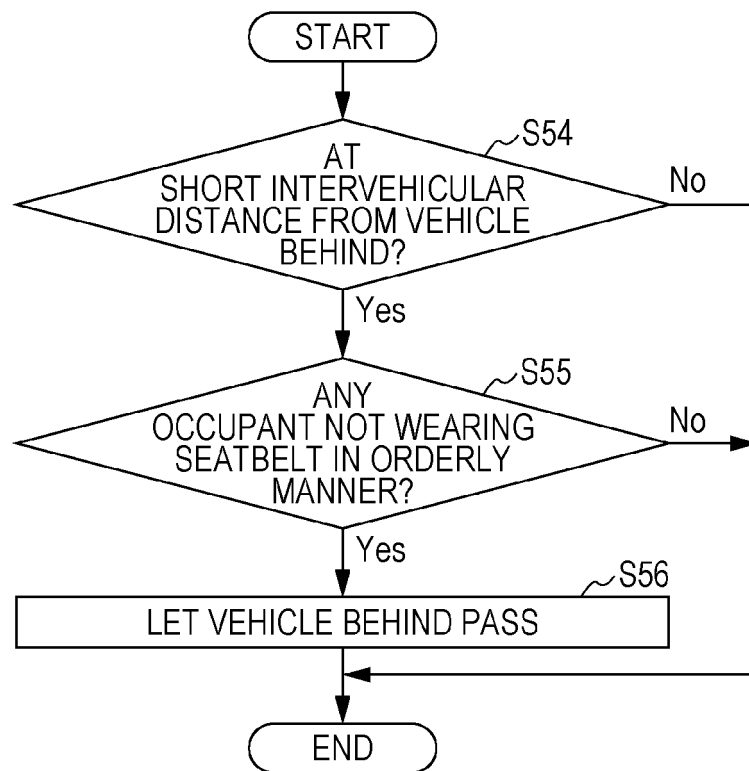 START
S54
AT
SHORT INTERVEHICULAR
DISTANCE FROM VEHICLE
BEHIND?
No
Yes
S55
ANY
OCCUPANT NOT WEARING
SEATBELT IN ORDERLY
MANNER?
No
Yes
S56
LET VEHICLE BEHIND PASS
END